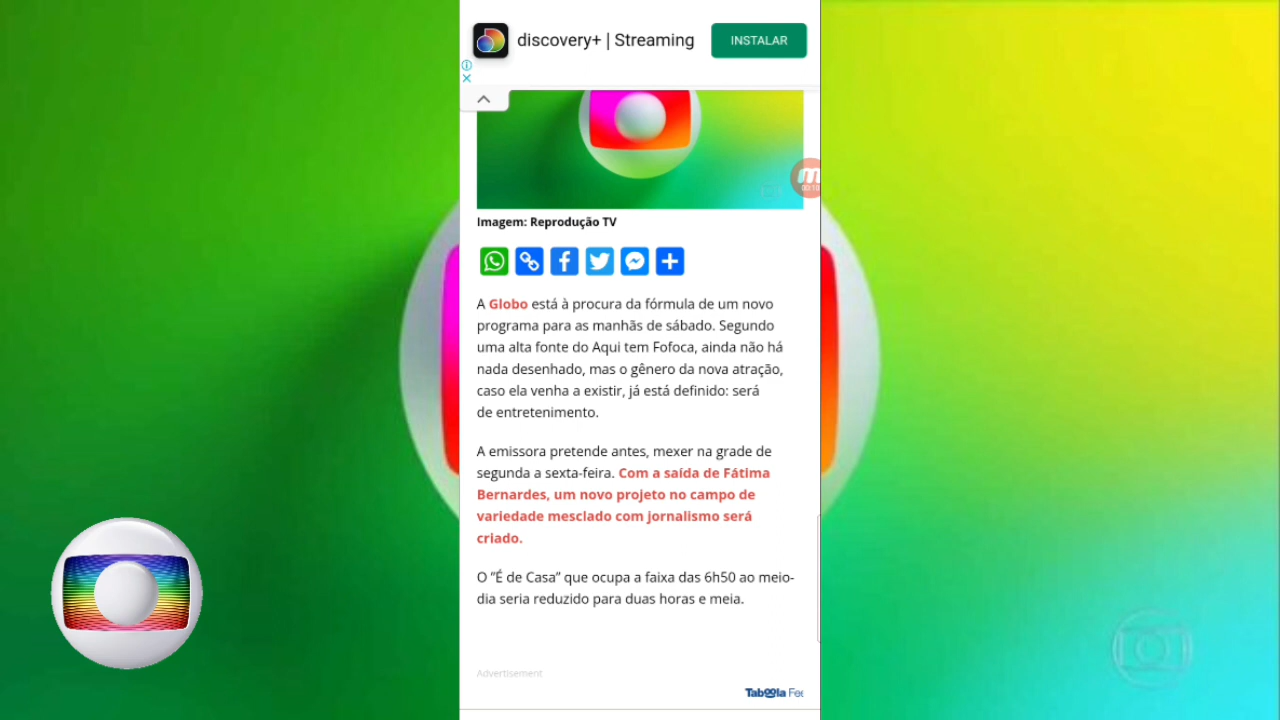 discovery+ | Streaming
INSTALAR
Imagem: Reprodução TV
A Globo está à procura da fórmula de um novo
programa para as manhãs de sábado. Segundo
uma alta fonte do Aqui tem Fofoca, ainda não há
nada desenhado, mas o gênero da nova atração,
caso ela venha a existir, já está definido: será
de entretenimento.
A emissora pretende antes, mexer na grade de
segunda a sexta-feira. Com a saída de Fátima
Bernardes, um novo projeto no campo de
variedade mesclado com jornalismo será
criado.
O ”É de Casa” que ocupa a faixa das 6h50 ao meio-
dia seria reduzido para duas horas e meia.
Advertisement
Taboola Fee